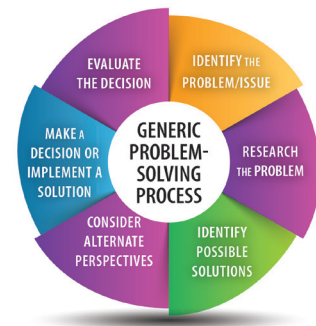 GENERIC
PROBLEM-
SOLVING
PROCESS
IDENTIFY THE
PROBLEM/ISSUE
RESEARCH
THE PROBLEM
IDENTIFY
POSSIBLE
SOLUTIONS
CONSIDER
ALTERNATE
PERSPECTIVES
MAKE A
DECISION OR
IMPLEMENT A
SOLUTION
EVALUATE
THE DECISION